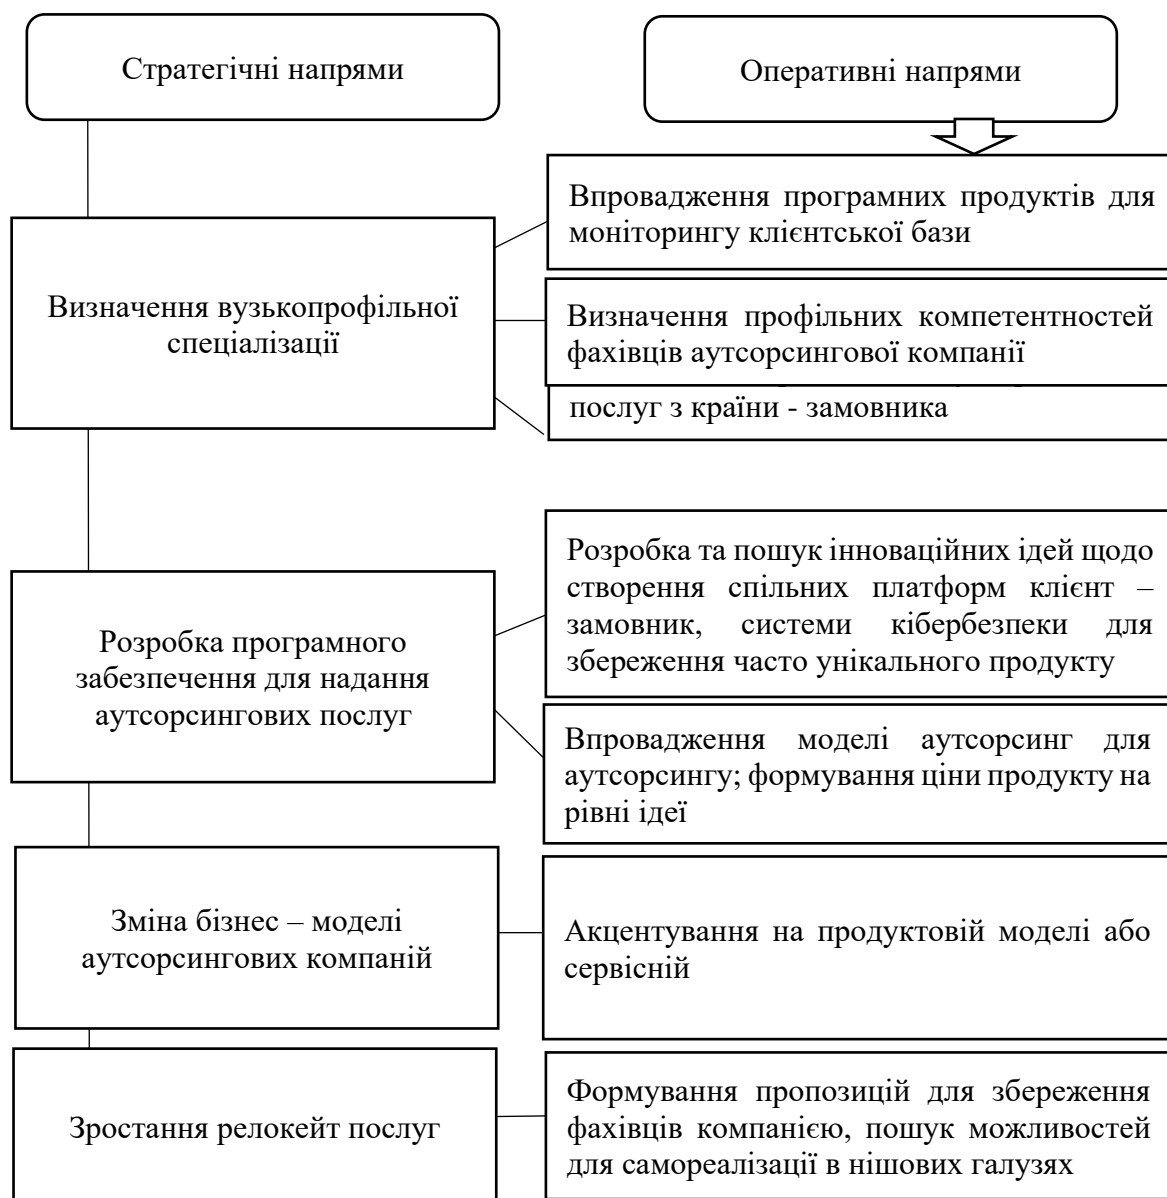 Стратегічні напрями
Оперативні напрями
Впровадження програмних продуктів для
моніторингу клієнтської бази
Визначення вузькопрофільної
спеціалізації
Визначення профільних компетентностей
фахівців аутсорсингової компанії
послуг з країни - замовника
Розробка програмного
забезпечення для надання
аутсорсингових послуг
Розробка та пошук інноваційних ідей щодо
створення спільних платформ клієнт –
замовник, системи кібербезпеки для
збереження часто унікального продукту
Впровадження моделі аутсорсинг для
аутсорсингу; формування ціни продукту на
рівні ідеї
Зміна бізнес – моделі
аутсорсингових компаній
Акцентування на продуктовій моделі або
сервісній
Зростання релокейт послуг
Формування пропозицій для збереження
фахівців компанією, пошук можливостей
для самореалізації в нішових галузях